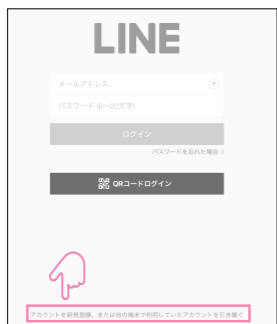 LINE
メールアドレス
?
パスワード (6〜20文字)
ログイン
パスワードを忘れた場合 >
QRコードログイン
アカウントを新規登録、または他の端末で利用していたアカウントを引き継ぐ